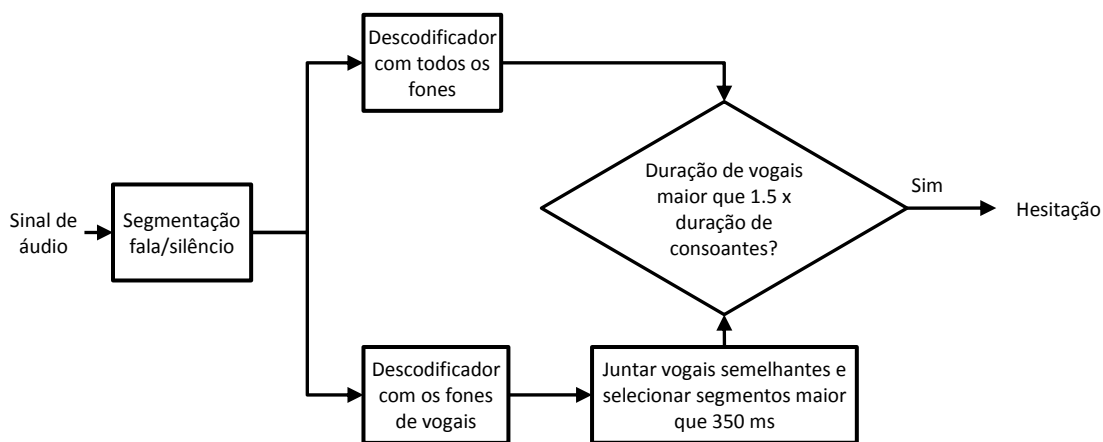 Sinal de
áudio
Segmentação
fala/silêncio
Descodificador
com todos os
fones
Descodificador
com os fones
de vogais
Juntar vogais semelhantes e
selecionar segmentos maior
que 350 ms
Duração de vogais
maior que 1.5 x
duração de
consoantes?
Sim
Hesitação